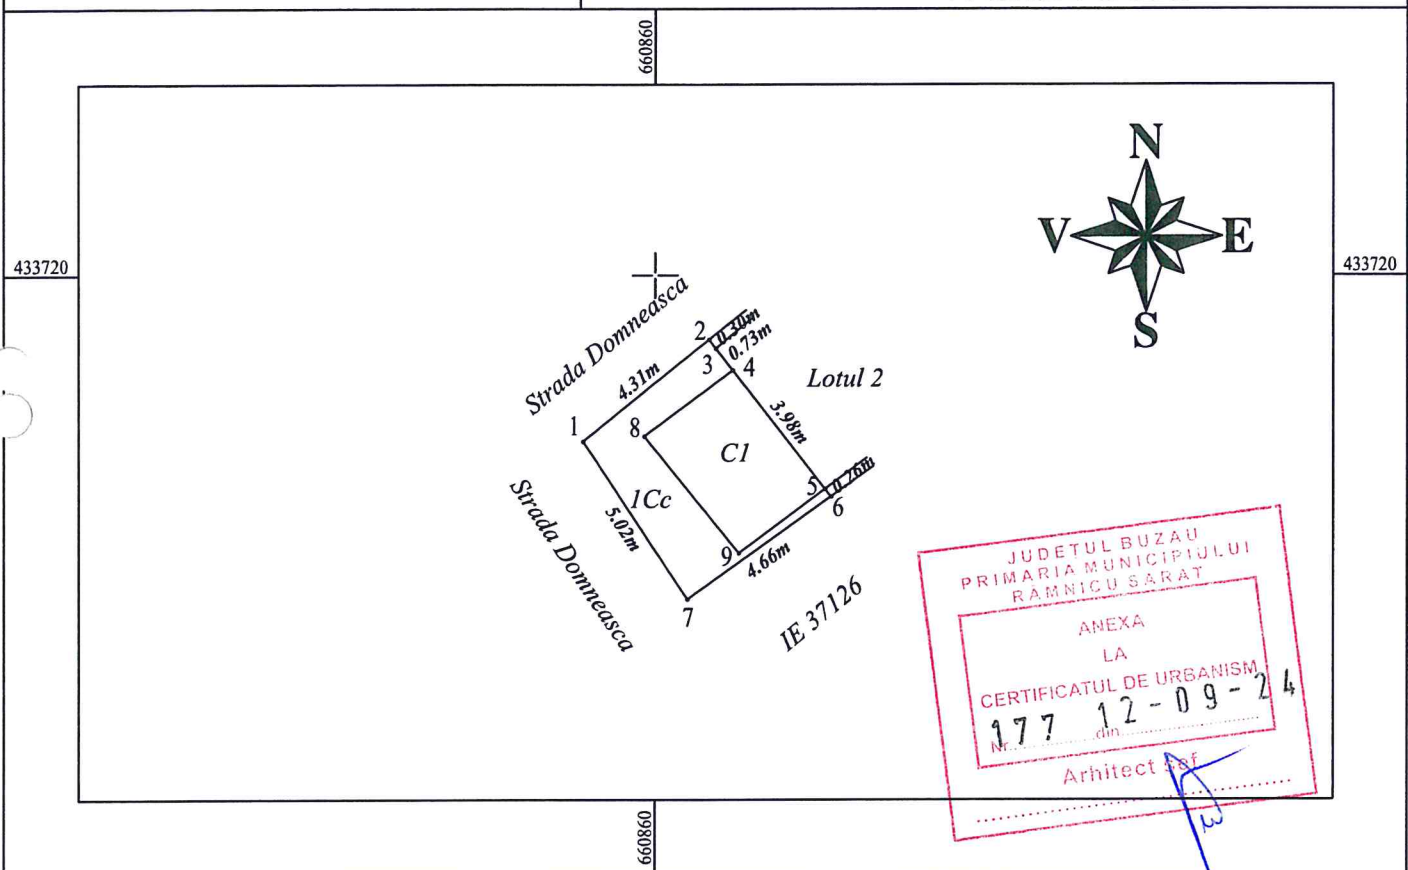 660860
N
V E
S
433720
433720
Strada Domneasca
2
0.30m
0.73m
3
4
4.31m
Lotul 2
1
8
3.98m
C1
5
0.26m
6
1Cc
5.02m
Strada Domneasca
9
4.66m
7
IE 37126
JUDETUL BUZAU
PRIMARIA MUNICIPIULUI
RAMNICU SARAT
ANEXA
LA
CERTIFICATUL DE URBANISM
Nr. 177 din 12-09-24
Arhitect sef
660860